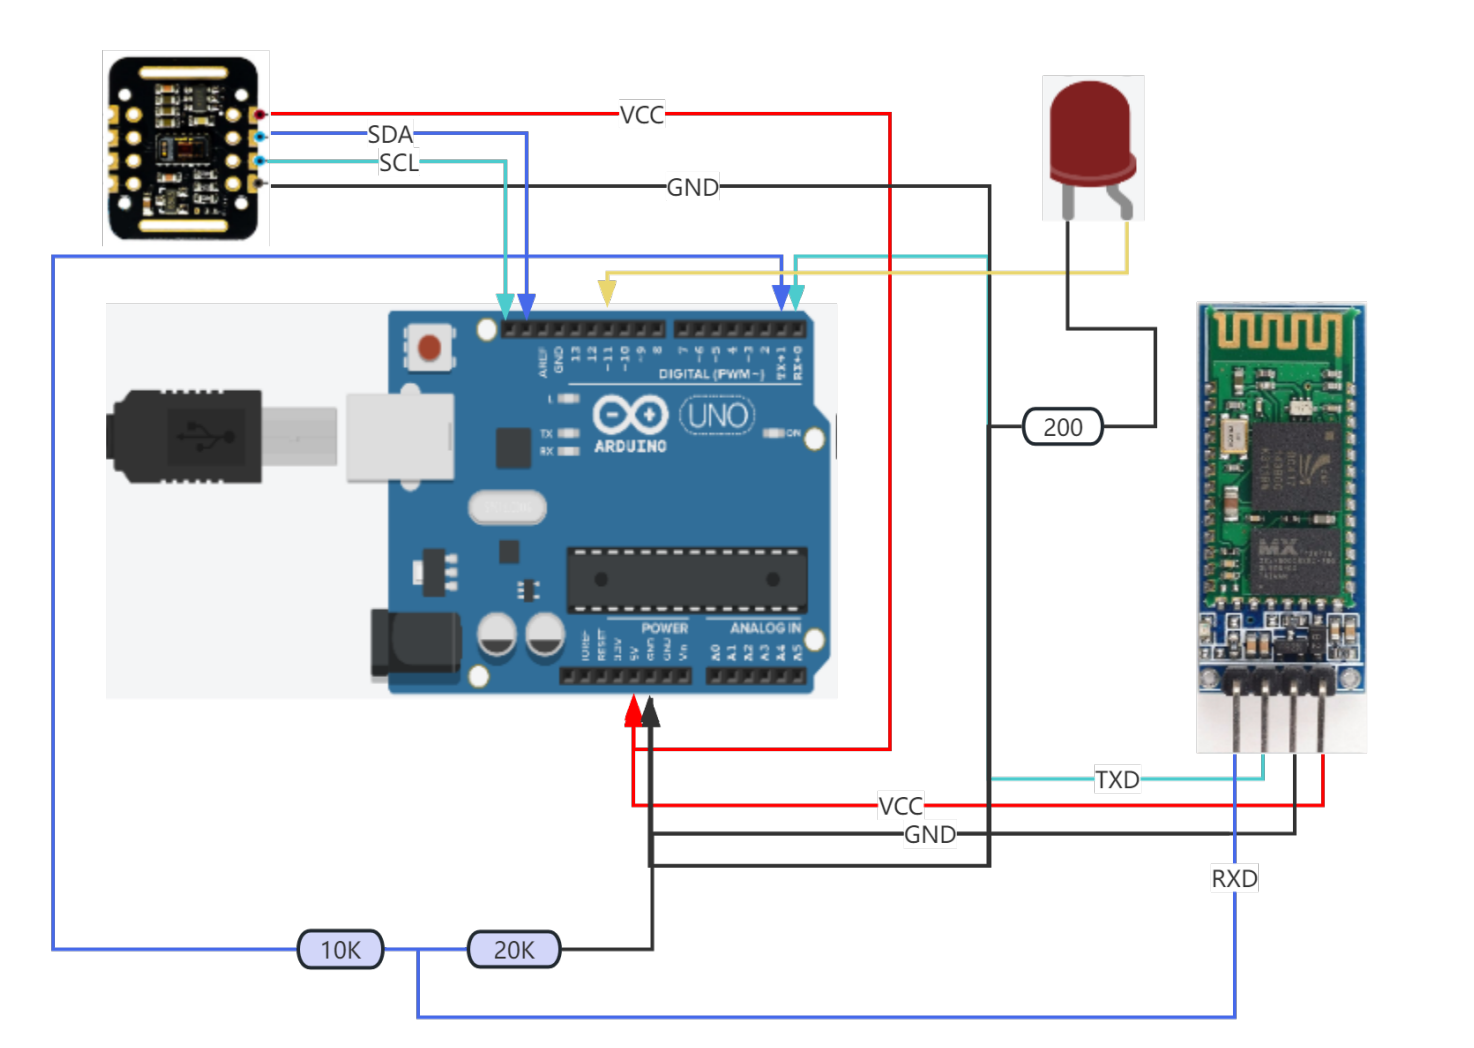 VCC
SDA
SCL
GND
AREF
GND
13
12
~11
~10
~9
8
7
~6
~5
4
~3
2
TX→1
RX←0
DIGITAL (PWM~)
L
TX
RX
ARDUINO
UNO
ON
200
POWER
ANALOG IN
IOREF
RESET
3.3V
5V
GND
GND
Vin
A0
A1
A2
A3
A4
A5
MX
TXD
VCC
GND
RXD
10K
20K